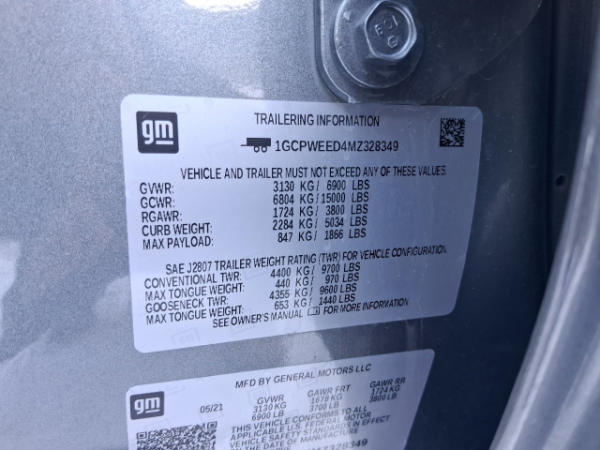 TOI
gm
TRAILERING INFORMATION
1GCPWEED4MZ328349
VEHICLE AND TRAILER MUST NOT EXCEED ANY OF THESE VALUES
GVWR: 3130 KG/ 6900 LBS
GCWR: 6804 KG/15000 LBS
RGAWR: 1724 KG/ 3800 LBS
CURB WEIGHT: 2284 KG/ 5034 LBS
MAX PAYLOAD: 847 KG/ 1866 LBS
SAE J2807 TRAILER WEIGHT RATING (TWR) FOR VEHICLE CONFIGURATION
CONVENTIONAL TWR: 4400 KG/ 9700 LBS
MAX TONGUE WEIGHT: 440 KG/ 970 LBS
GOOSENECK TWR: 4355 KG/ 9600 LBS
MAX TONGUE WEIGHT: 653 KG/ 1440 LBS
SEE OWNER'S MANUAL FOR MORE INFORMATION
gm
MFD BY GENERAL MOTORS LLC
05/21 GVWR GAWR FRT GAWR RR
3130 KG 1678 KG 1724 KG
6900 LB 3700 LB 3800 LB
THIS VEHICLE CONFORMS TO ALL
APPLICABLE U.S. FEDERAL MOTOR
VEHICLE SAFETY STANDARDS
THE DATE OF MANUFACTURE
MZ328349